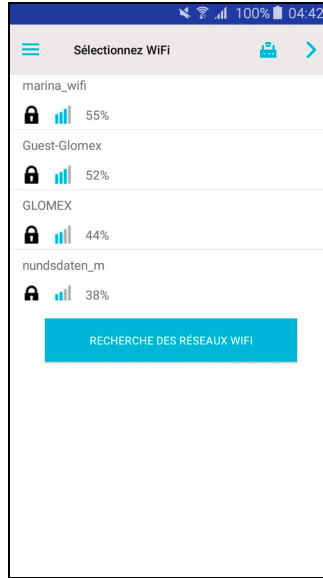 100% 04:42
Sélectionnez WiFi
marina_wifi
55%
Guest-Glomex
52%
GLOMEX
44%
nundsdaten_m
38%
RECHERCHE DES RÉSEAUX WIFI